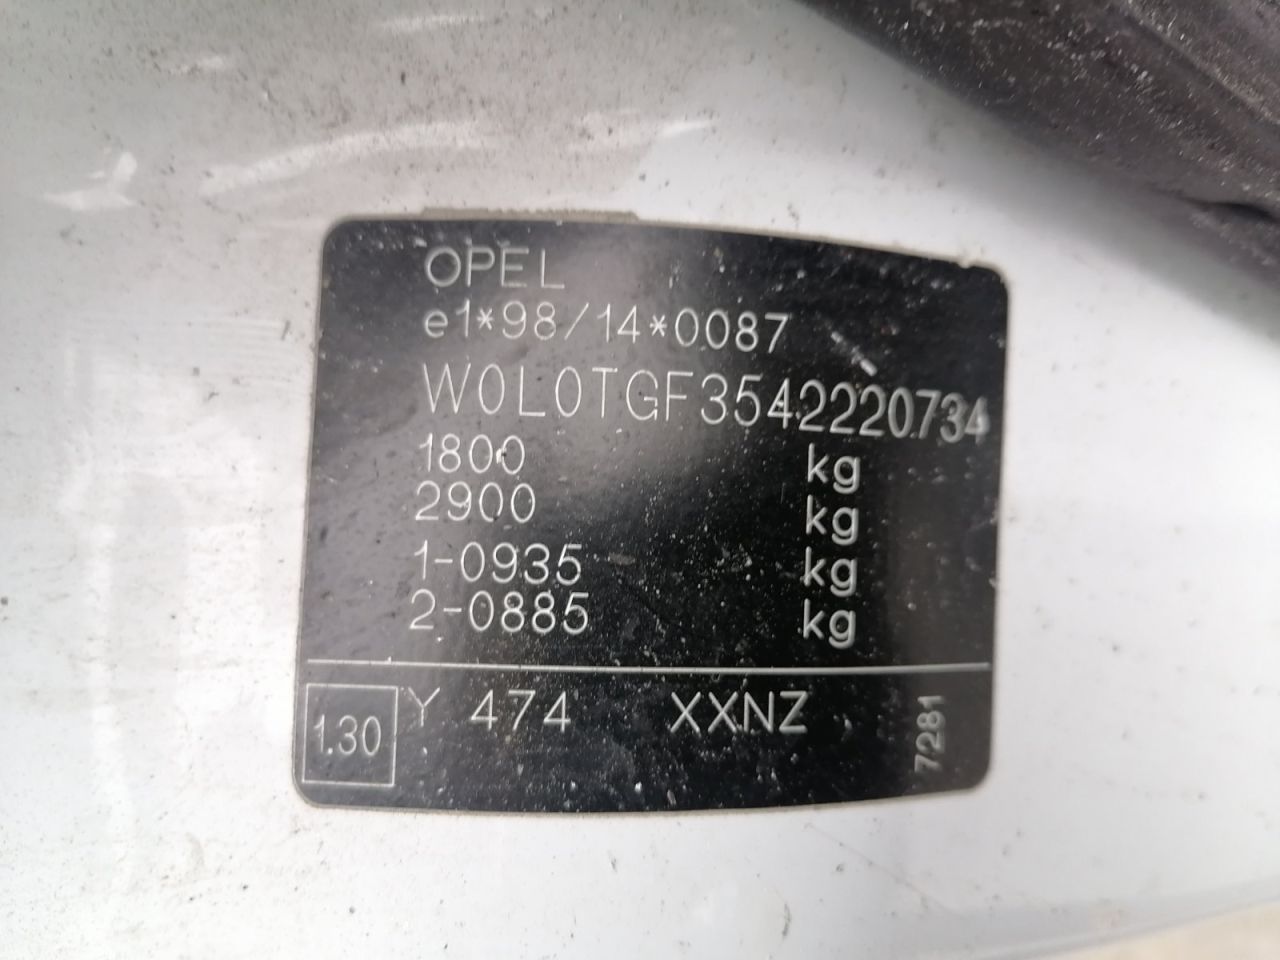 OPEL
e1*98/14*0087
W0L0TGF3542220734
1800 kg
2900 kg
1-0935 kg
2-0885 kg
1.30 Y 474 XXNZ
7281